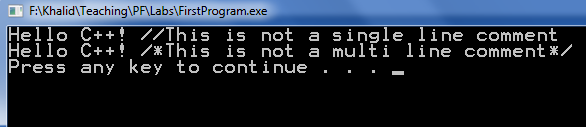 F:\Khalid\Teaching\PF\Labs\FirstProgram.exe
Hello C++! //This is not a single line comment
Hello C++! /*This is not a multi line comment*/
Press any key to continue . . . _